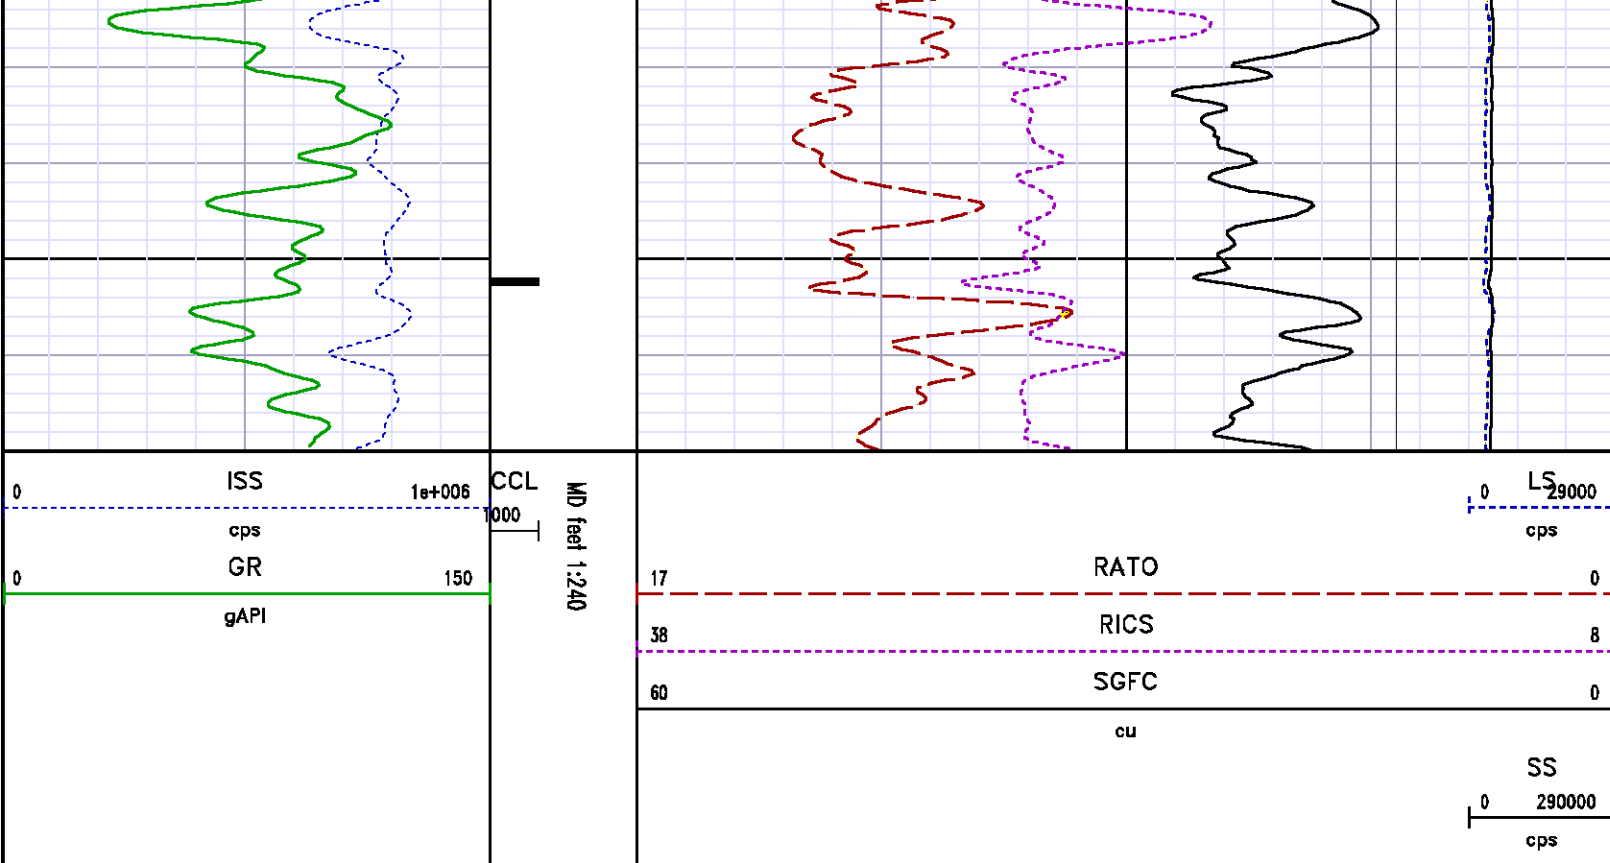 ISS
0 1e+006
cps
GR
0 150
gAPI
CCL
1000
MD feet 1:240
LS
0 29000
cps
RATO
17 0
RICS
38 8
SGFC
60 0
cu
SS
0 290000
cps